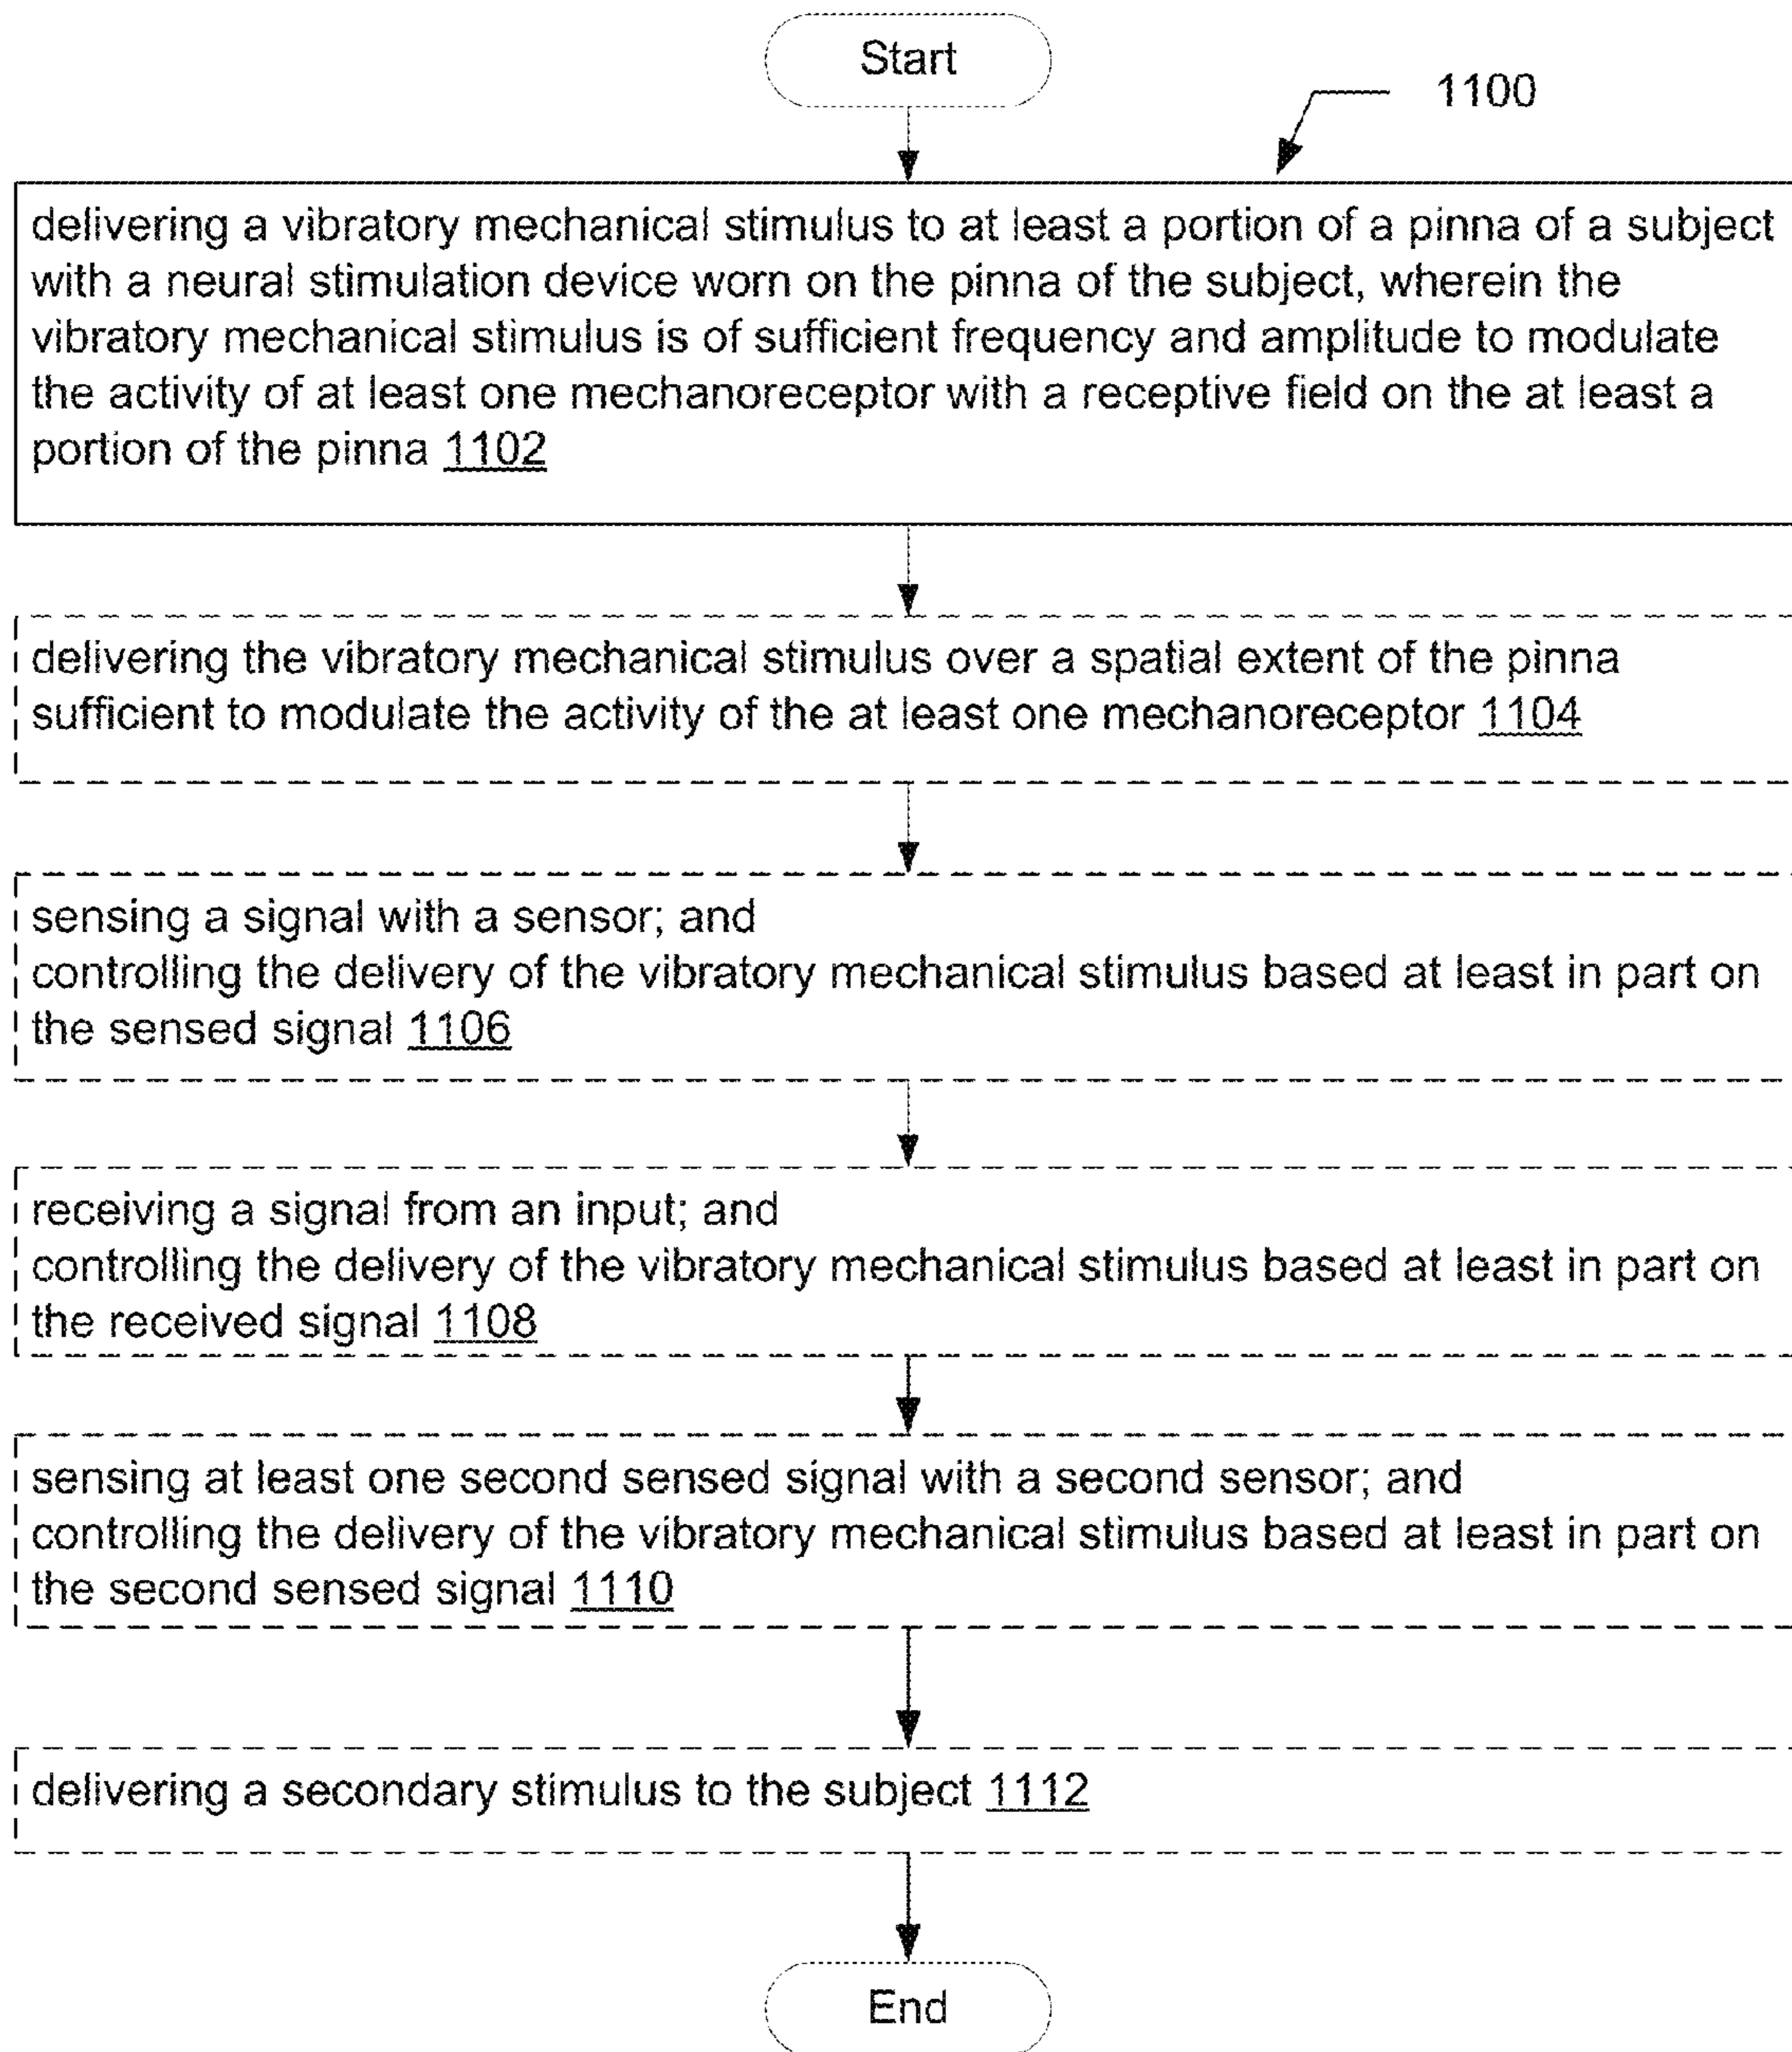 Start
1100
delivering a vibratory mechanical stimulus to at least a portion of a pinna of a subject
with a neural stimulation device worn on the pinna of the subject, wherein the
vibratory mechanical stimulus is of sufficient frequency and amplitude to modulate
the activity of at least one mechanoreceptor with a receptive field on the at least a
portion of the pinna 1102
delivering the vibratory mechanical stimulus over a spatial extent of the pinna
sufficient to modulate the activity of the at least one mechanoreceptor 1104
sensing a signal with a sensor; and
controlling the delivery of the vibratory mechanical stimulus based at least in part on
the sensed signal 1106
receiving a signal from an input; and
controlling the delivery of the vibratory mechanical stimulus based at least in part on
the received signal 1108
sensing at least one second sensed signal with a second sensor; and
controlling the delivery of the vibratory mechanical stimulus based at least in part on
the second sensed signal 1110
delivering a secondary stimulus to the subject 1112
End